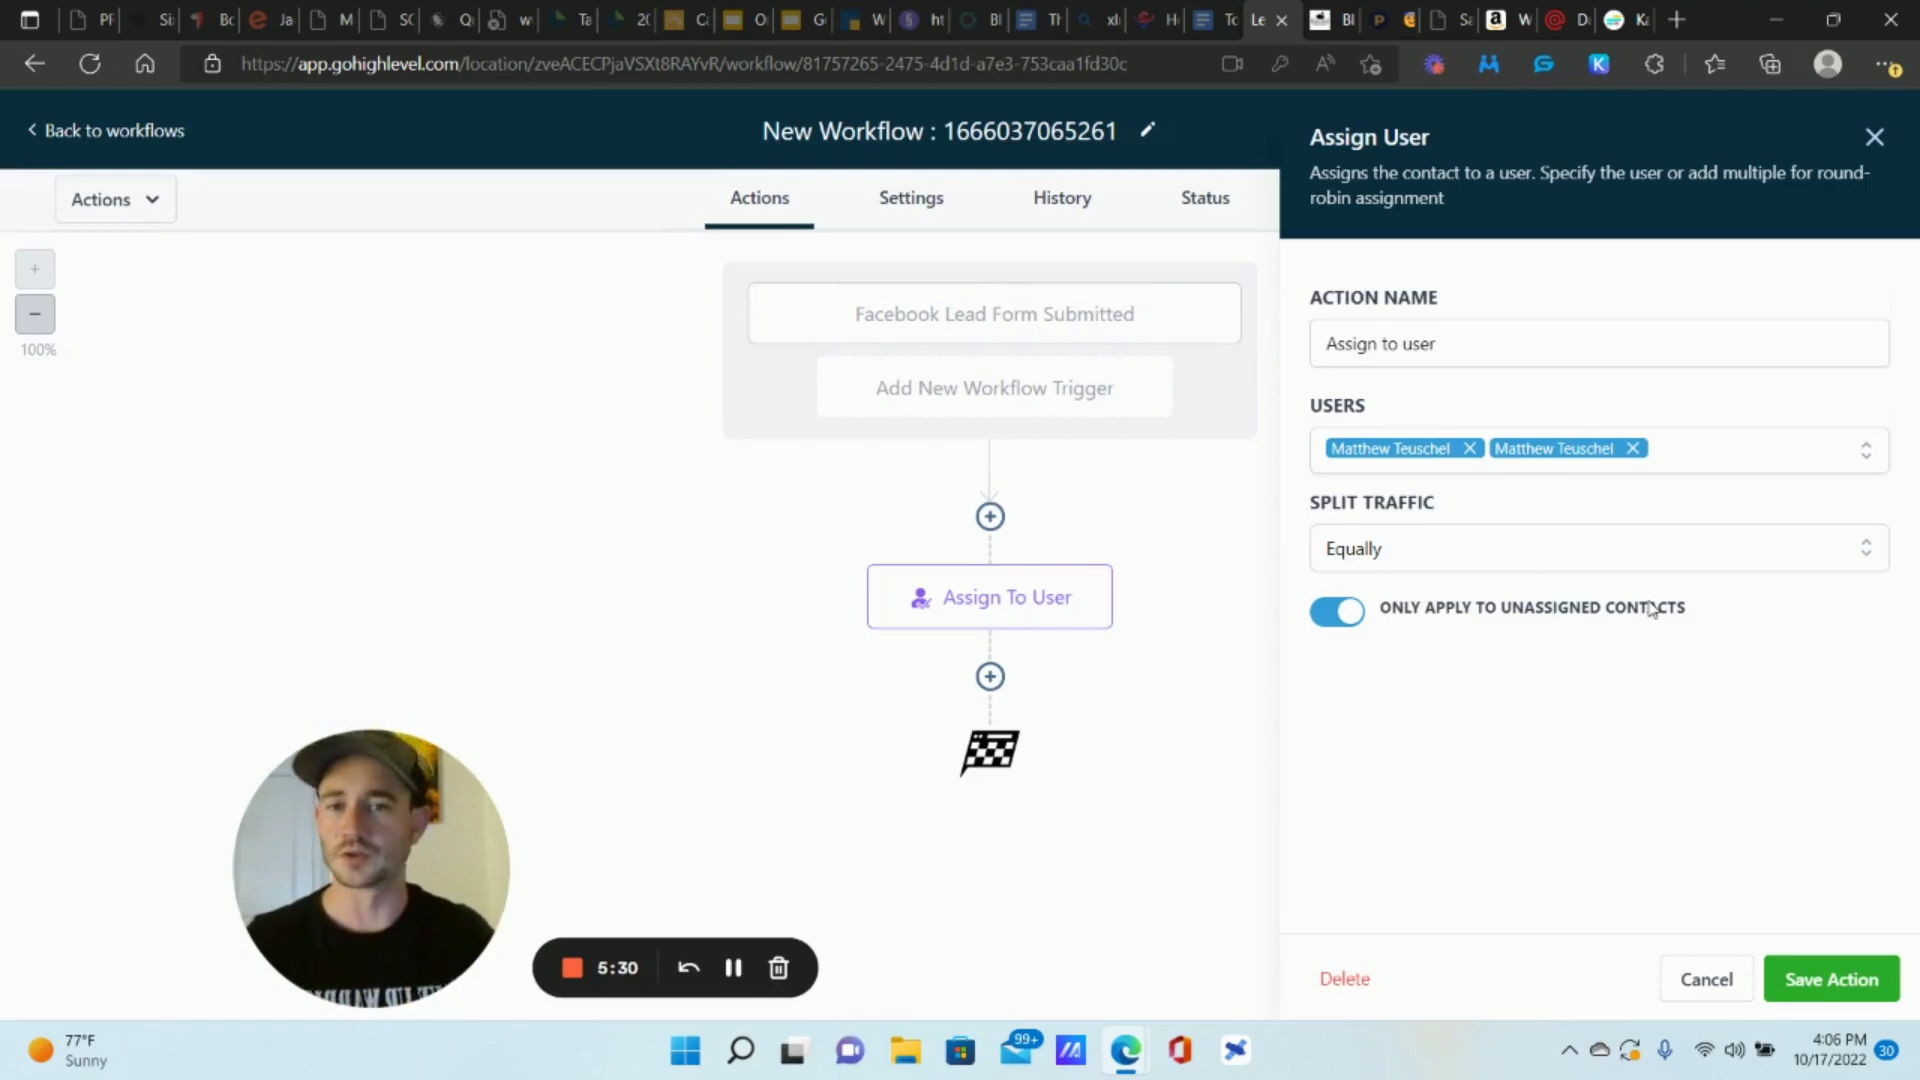 https://app.gohighlevel.com/location/zveACECPjaVSXt8RAYvR/workflow/81757265-2475-4d1d-a7e3-753caa1fd30c
Back to workflows
New Workflow : 1666037065261
Actions
Actions
Settings
History
Status
100%
Facebook Lead Form Submitted
Add New Workflow Trigger
Assign To User
Assign User
Assigns the contact to a user. Specify the user or add multiple for round-
robin assignment
ACTION NAME
Assign to user
USERS
Matthew Teuschel
Matthew Teuschel
SPLIT TRAFFIC
Equally
ONLY APPLY TO UNASSIGNED CONTACTS
Delete
Cancel
Save Action
5:30
77°F
Sunny
99+
4:06 PM
10/17/2022
30